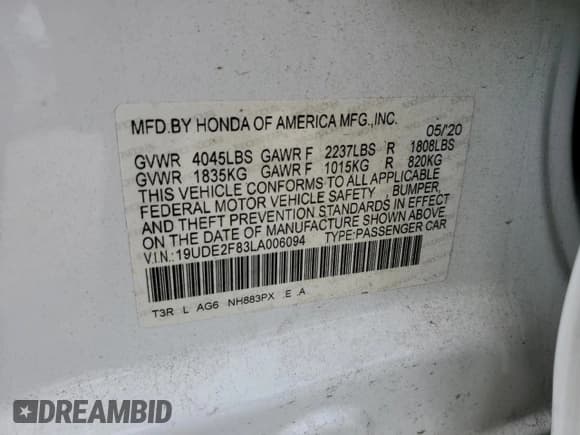 MFD.BY HONDA OF AMERICA MFG.,INC. 05/'20
GVWR 4045LBS GAWR F 2237LBS R 1808LBS
GVWR 1835KG GAWR F 1015KG R 820KG
THIS VEHICLE CONFORMS TO ALL APPLICABLE
FEDERAL MOTOR VEHICLE SAFETY BUMPER,
AND THEFT PREVENTION STANDARDS IN EFFECT
ON THE DATE OF MANUFACTURE SHOWN ABOVE.
V.I.N.: 19UDE2F83LA006094 TYPE:PASSENGER CAR
T3R L AG6 NH883PX .E .A
DREAMBID